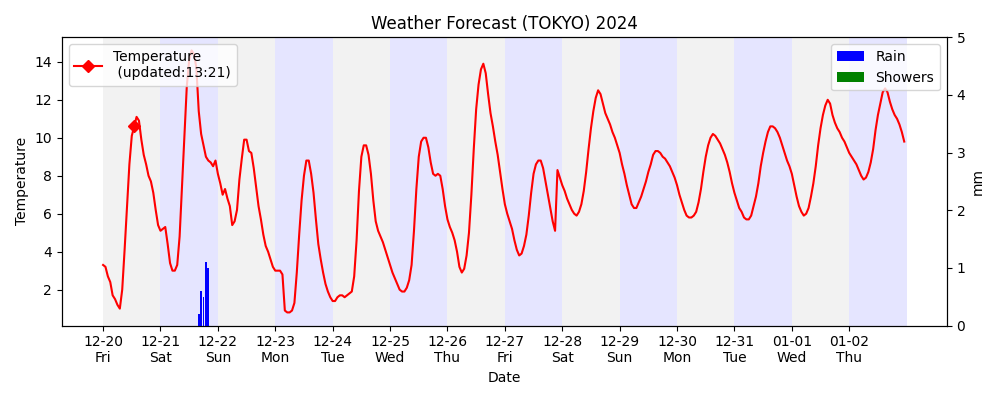 Weather Forecast (TOKYO) 2024
Temperature
(updated:13:21)
Rain
Showers
Temperature
14
12
10
8
6
4
2
5
4
3
2
1
0
mm
12-20 12-21 12-22 12-23 12-24 12-25 12-26 12-27 12-28 12-29 12-30 12-31 01-01 01-02
Fri Sat Sun Mon Tue Wed Thu Fri Sat Sun Mon Tue Wed Thu
Date